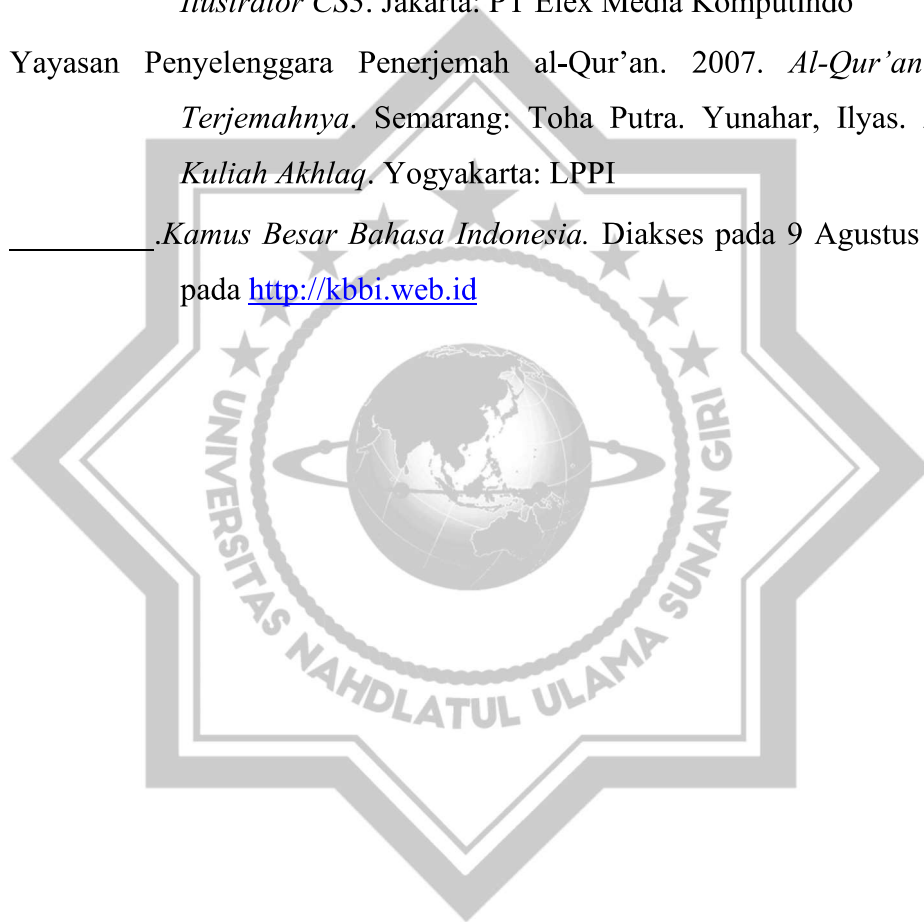 Ilustrator CS5. Jakarta: PT Elex Media Komputindo
Yayasan Penyelenggara Penerjemah al-Qur’an. 2007. Al-Qur’an
Terjemahnya. Semarang: Toha Putra. Yunahar, Ilyas.
Kuliah Akhlaq. Yogyakarta: LPPI
_________.Kamus Besar Bahasa Indonesia. Diakses pada 9 Agustus
pada http://kbbi.web.id
UNIVERSITAS NAHDLATUL ULAMA SUNAN GIRI